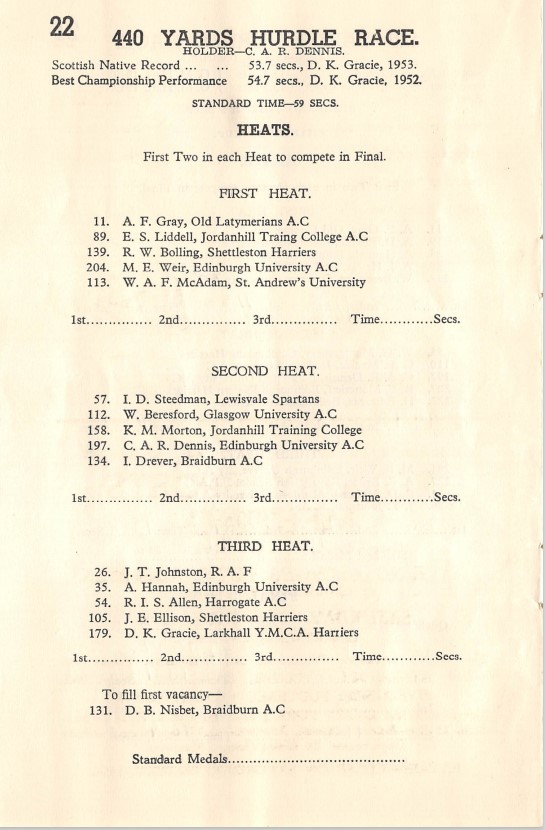 22
440 YARDS HURDLE RACE.
HOLDER—C. A. R. DENNIS.
Scottish Native Record ... ... 53.7 secs., D. K. Gracie, 1953.
Best Championship Performance 54.7 secs., D. K. Gracie, 1952.
STANDARD TIME—59 SECS.
HEATS.
First Two in each Heat to compete in Final.
FIRST HEAT.
11. A. F. Gray, Old Latymerians A.C
89. E. S. Liddell, Jordanhill Traing College A.C
139. R. W. Bolling, Shettleston Harriers
204. M. E. Weir, Edinburgh University A.C
113. W. A. F. McAdam, St. Andrew's University
1st............... 2nd............... 3rd............... Time...........Secs.
SECOND HEAT.
57. I. D. Steedman, Lewisvale Spartans
112. W. Beresford, Glasgow University A.C
158. K. M. Morton, Jordanhill Training College
197. C. A. R. Dennis, Edinburgh University A.C
134. I. Drever, Braidburn A.C
1st............... 2nd............... 3rd............... Time...........Secs.
THIRD HEAT.
26. J. T. Johnston, R. A. F
35. A. Hannah, Edinburgh University A.C
54. R. I. S. Allen, Harrogate A.C
105. J. E. Ellison, Shettleston Harriers
179. D. K. Gracie, Larkhall Y.M.C.A. Harriers
1st............... 2nd............... 3rd............... Time...........Secs.
To fill first vacancy—
131. D. B. Nisbet, Braidburn A.C
Standard Medals........................................